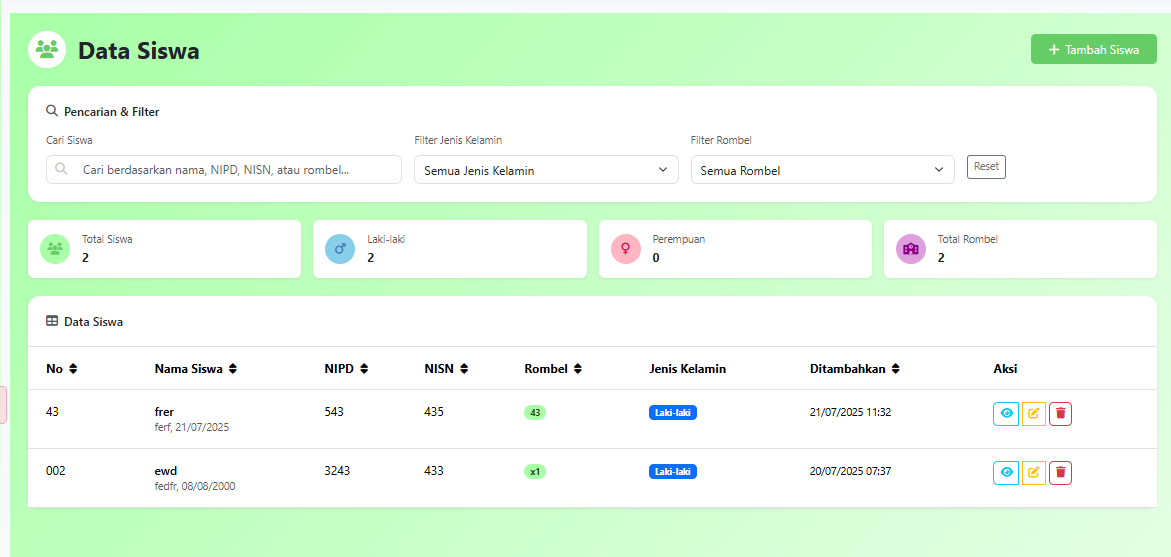 Data Siswa
Tambah Siswa
Pencarian & Filter
Cari Siswa Filter Jenis Kelamin Filter Rombel
Cari berdasarkan nama, NIPD, NISN, atau rombel... Semua Jenis Kelamin Semua Rombel Reset
Total Siswa
2
Laki-laki
2
Perempuan
0
Total Rombel
2
Data Siswa
No Nama Siswa NIPD NISN Rombel Jenis Kelamin Ditambahkan Aksi
43 frer 543 435 43 Laki-laki 21/07/2025 11:32
ferf, 21/07/2025
002 ewd 3243 433 x1 Laki-laki 20/07/2025 07:37
fedfr, 08/08/2000